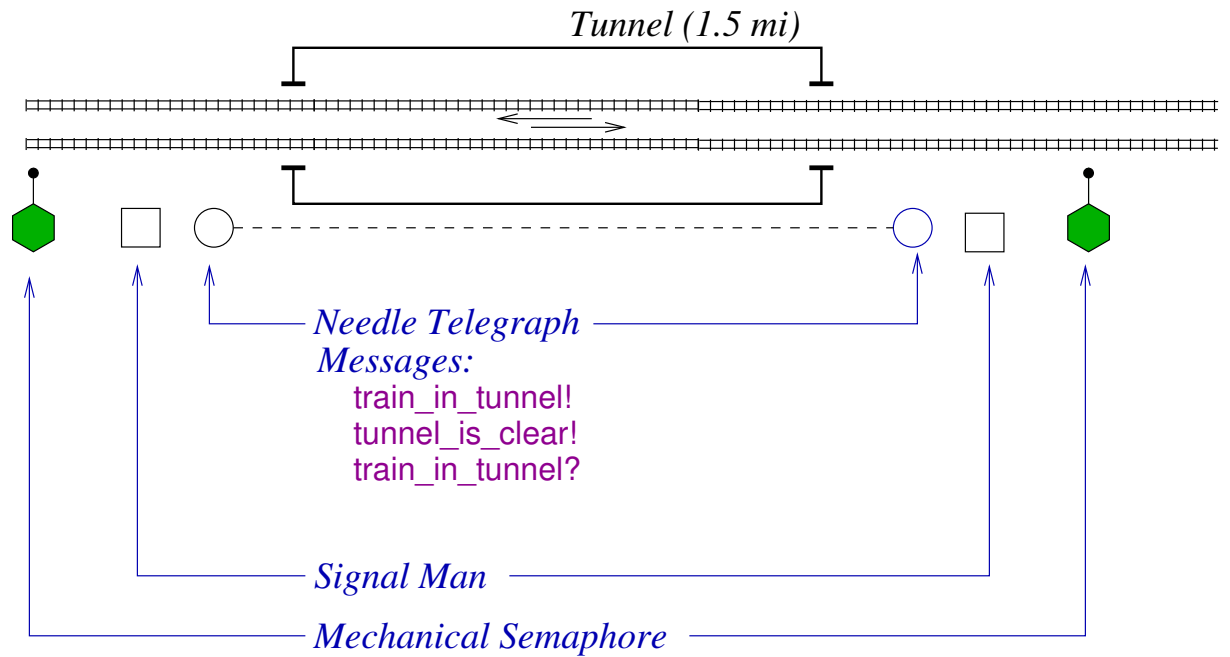 Tunnel (1.5 mi)
Needle Telegraph
Messages:
train_in_tunnel!
tunnel_is_clear!
train_in_tunnel?
Signal Man
Mechanical Semaphore